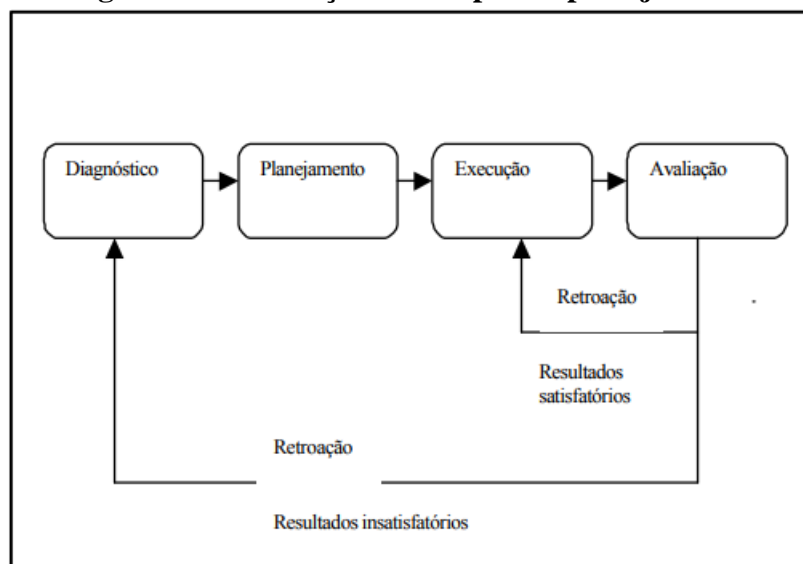 Diagnóstico
Planejamento
Execução
Avaliação
Retroação
Resultados
satisfatórios
Retroação
Resultados insatisfatórios